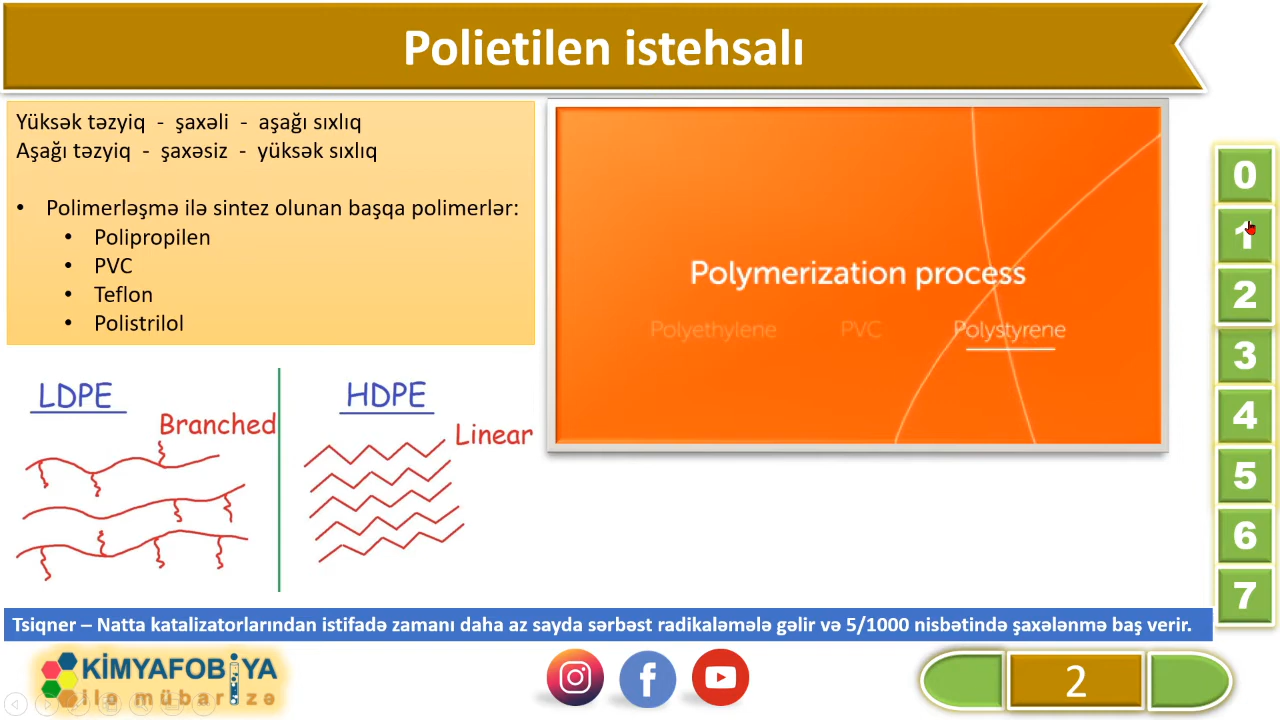 Polietilen istehsalı
Yüksək təzyiq - şaxəli - aşağı sıxlıq
Aşağı təzyiq - şaxəsiz - yüksək sıxlıq
• Polimerləşmə ilə sintez olunan başqa polimerlər:
• Polipropilen
• PVC
• Teflon
• Polistrilol
Polymerization process
Polyethylene PVC Polystyrene
LDPE
Branched
HDPE
Linear
0
1
2
3
4
5
6
7
Tsiqner – Natta katalizatorlarından istifadə zamanı daha az sayda sərbəst radikaləmələ gəlir və 5/1000 nisbətində şaxələnmə baş verir.
KİMYAFOBİYA
ilə mübarizə
2